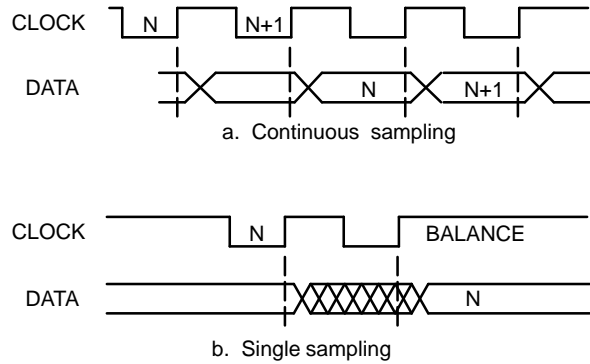 CLOCK N N+1
DATA N N+1
a. Continuous sampling
CLOCK N BALANCE
DATA N
b. Single sampling